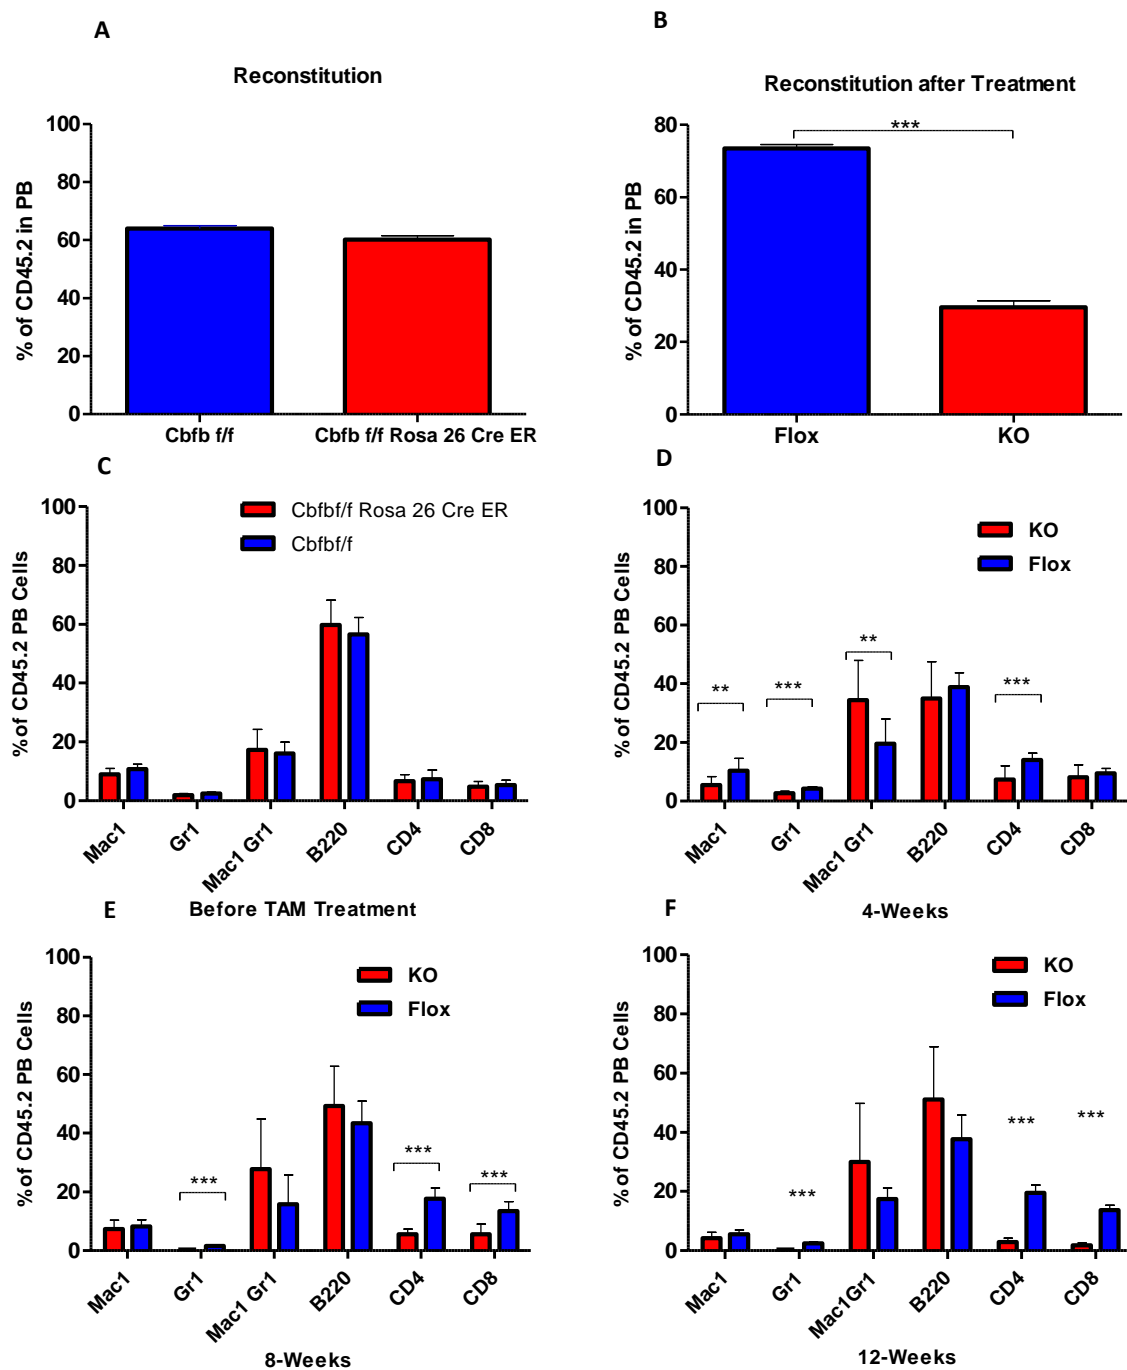 A
Reconstitution
% of CD45.2 in PB
100
80
60
40
20
0
Cbfb f/f
Cbfb f/f Rosa 26 Cre ER
B
Reconstitution after Treatment
% of CD45.2 in PB
80
60
40
20
0
***
Flox
KO
C
% of CD45.2 PB Cells
100
80
60
40
20
0
Cbfbf/f Rosa 26 Cre ER
Cbfbf/f
Mac1
Gr1
Mac1 Gr1
B220
CD4
CD8
Before TAM Treatment
D
% of CD45.2 PB Cells
100
80
60
40
20
0
KO
Flox
**
***
**
***
Mac1
Gr1
Mac1 Gr1
B220
CD4
CD8
4-Weeks
E
% of CD45.2 PB Cells
100
80
60
40
20
0
KO
Flox
***
***
***
Mac1
Gr1
Mac1 Gr1
B220
CD4
CD8
8-Weeks
F
% of CD45.2 PB Cells
100
80
60
40
20
0
KO
Flox
***
***
***
Mac1
Gr1
Mac1Gr1
B220
CD4
CD8
12-Weeks